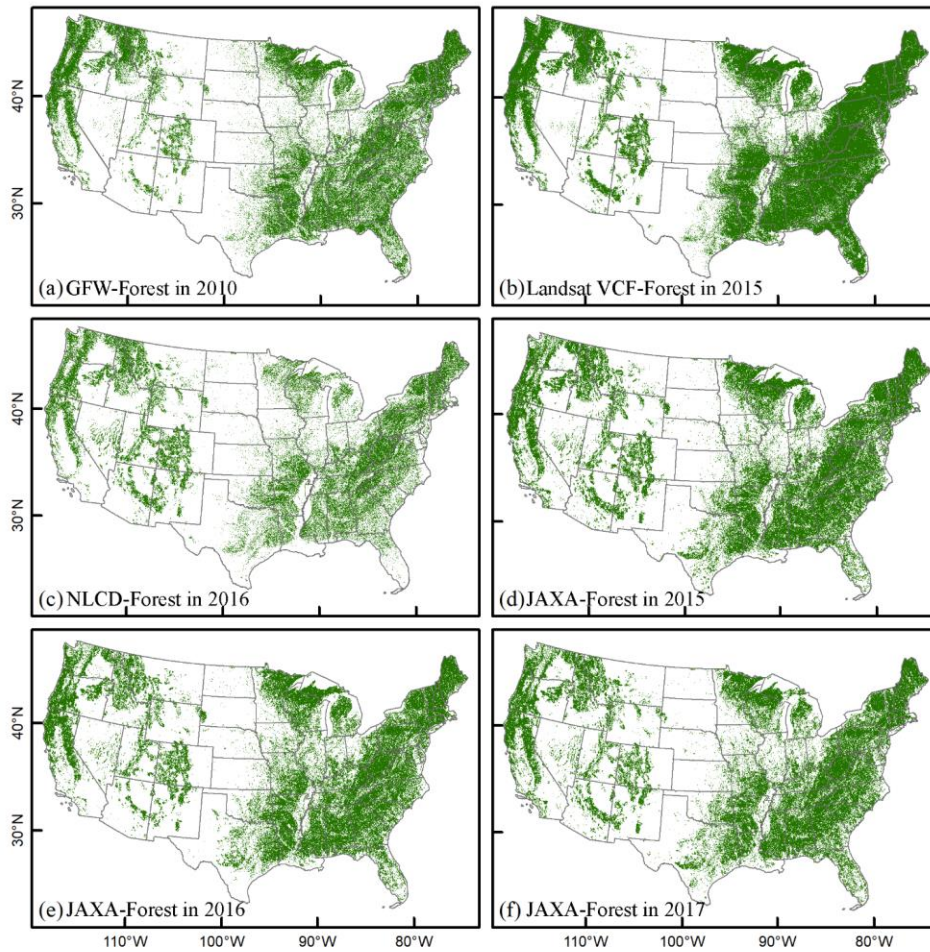 40°N
30°N
(a) GFW-Forest in 2010
(b) Landsat VCF-Forest in 2015
40°N
30°N
(c) NLCD-Forest in 2016
(d) JAXA-Forest in 2015
40°N
30°N
(e) JAXA-Forest in 2016
(f) JAXA-Forest in 2017
110°W 100°W 90°W 80°W 110°W 100°W 90°W 80°W